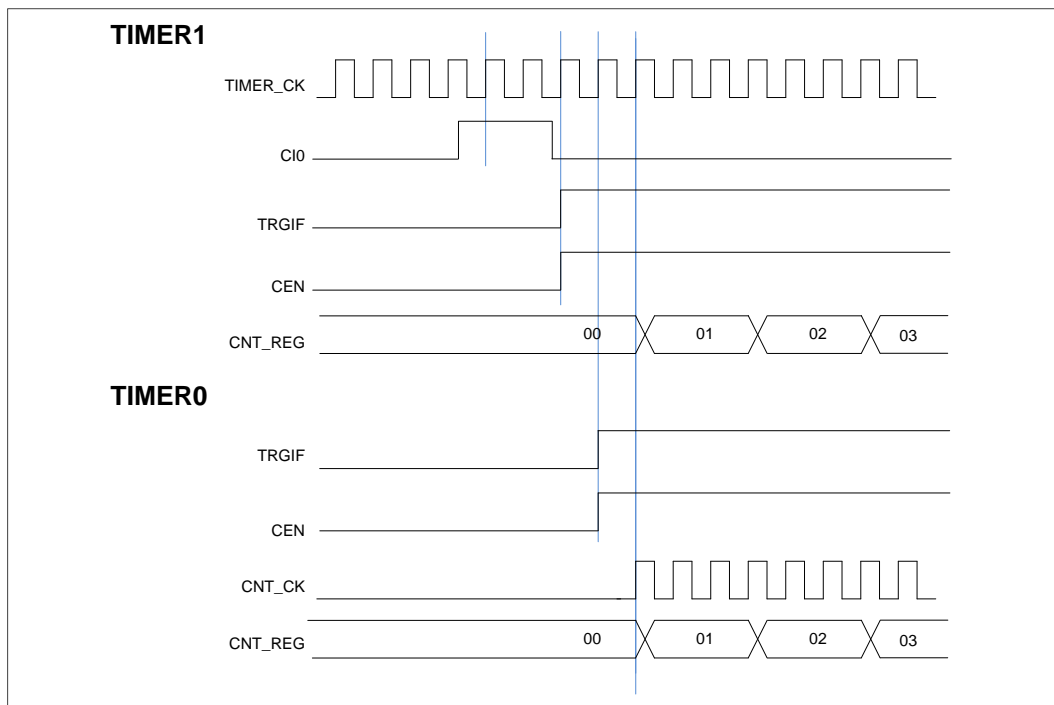 TIMER1
TIMER_CK
CI0
TRGIF
CEN
CNT_REG 00 01 02 03
TIMER0
TRGIF
CEN
CNT_CK
CNT_REG 00 01 02 03